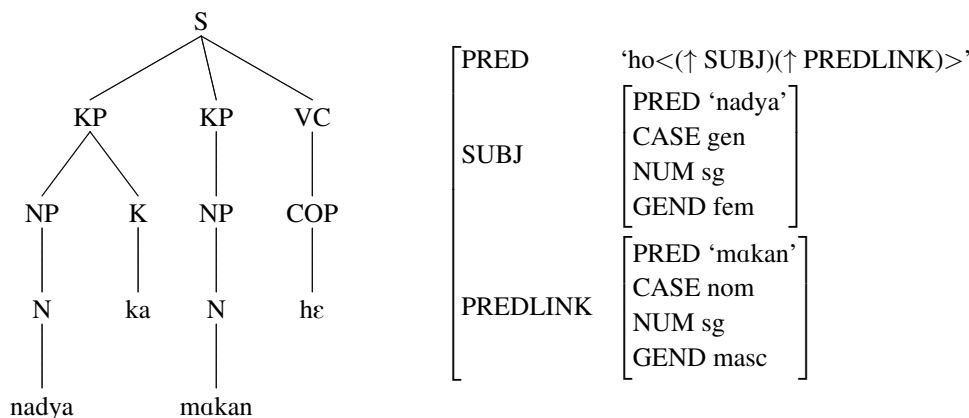 S
KP KP VC
NP K NP COP
N ka N hɛ
nadya mɑkan
PRED ‘ho<(↑ SUBJ)(↑ PREDLINK)>’
SUBJ
PRED ‘nadya’
CASE gen
NUM sg
GEND fem
PREDLINK
PRED ‘mɑkan’
CASE nom
NUM sg
GEND masc